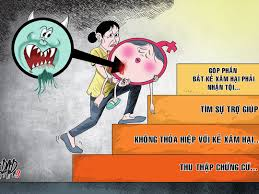 GÓP PHẦN
BẮT KẺ XÂM HẠI PHẢI
NHẬN TỘI...
TÌM SỰ TRỢ GIÚP
KHÔNG THỎA HIỆP VỚI KẺ XÂM HẠI...
THU THẬP CHỨNG CỨ...